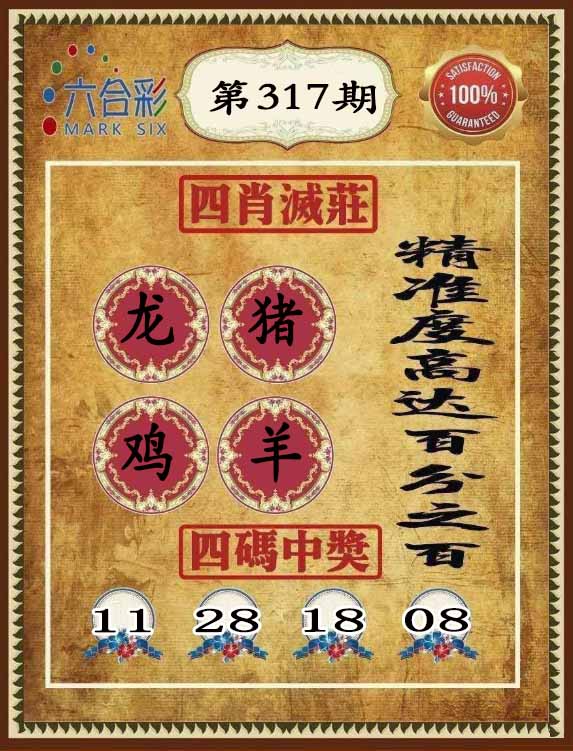 六合彩
MARK SIX
第317期
SATISFACTION
100%
GUARANTEED
四肖滅莊
龙 猪
鸡 羊
精准度高达百分之百
四碼中獎
11 28 18 08